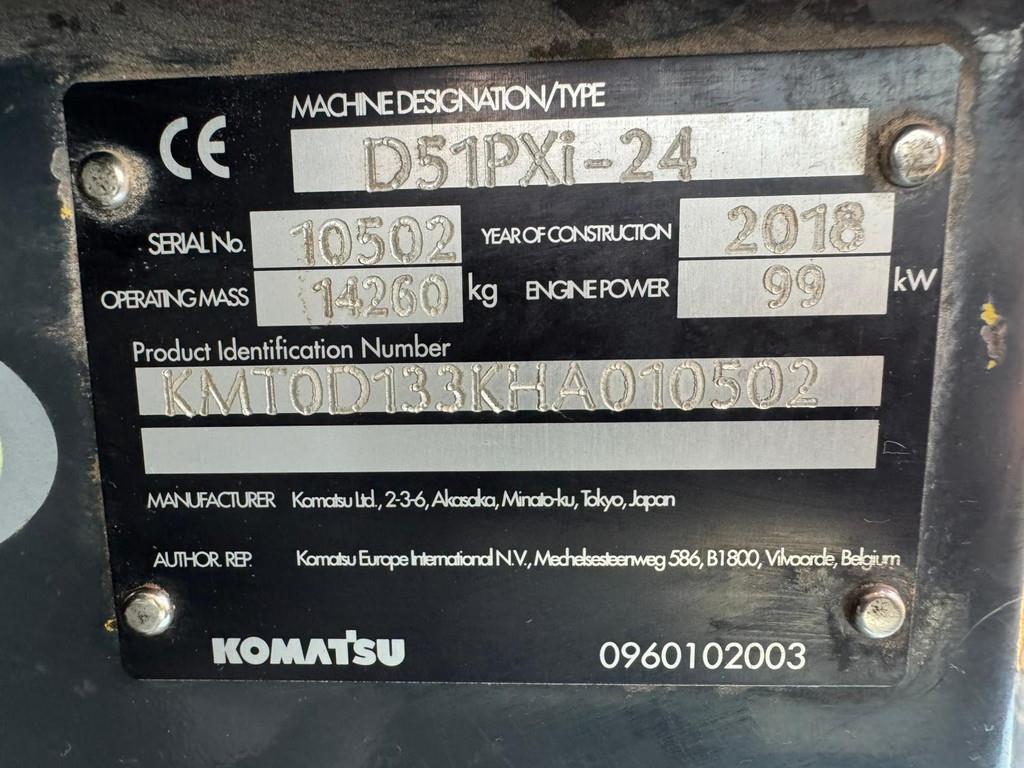 CE
MACHINE DESIGNATION/TYPE
D51PXi-24
SERIAL No. 10502 YEAR OF CONSTRUCTION 2018
OPERATING MASS 14260 kg ENGINE POWER 99 kW
Product Identification Number
KMT0D133KHA010502
MANUFACTURER Komatsu Ltd., 2-3-6, Akasaka, Minato-ku, Tokyo, Japan
AUTHOR. REP. Komatsu Europe International N.V., Mechelsesteenweg 586, B1800, Vilvoorde, Belgium
KOMATSU 0960102003